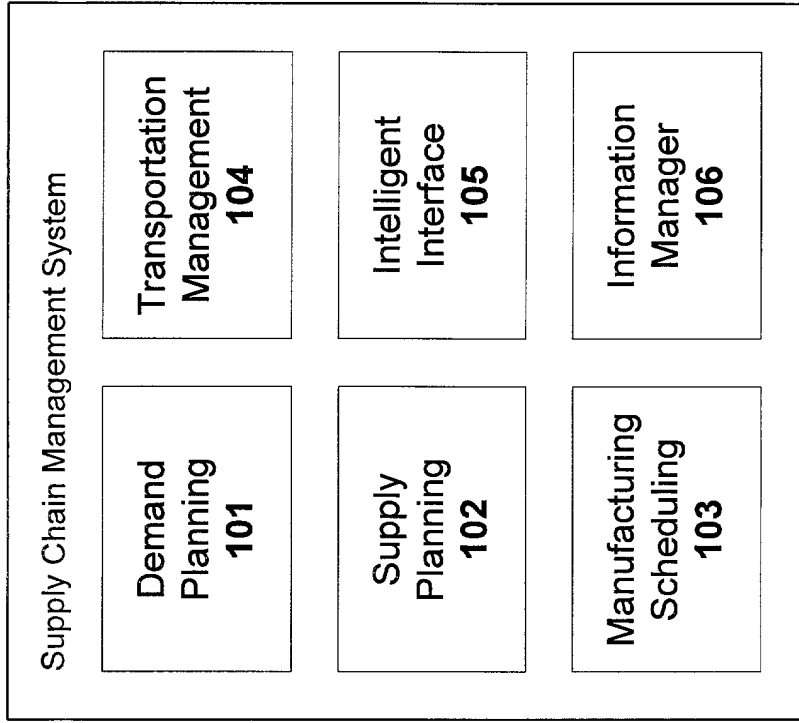 Supply Chain Management System
Demand
Planning
101
Transportation
Management
104
Supply
Planning
102
Intelligent
Interface
105
Manufacturing
Scheduling
103
Information
Manager
106